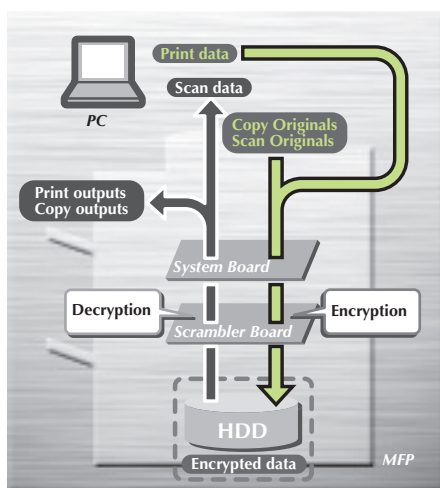 Print data
Scan data
PC
Copy Originals
Scan Originals
Print outputs
Copy outputs
System Board
Decryption
Encryption
Scrambler Board
HDD
Encrypted data
MFP